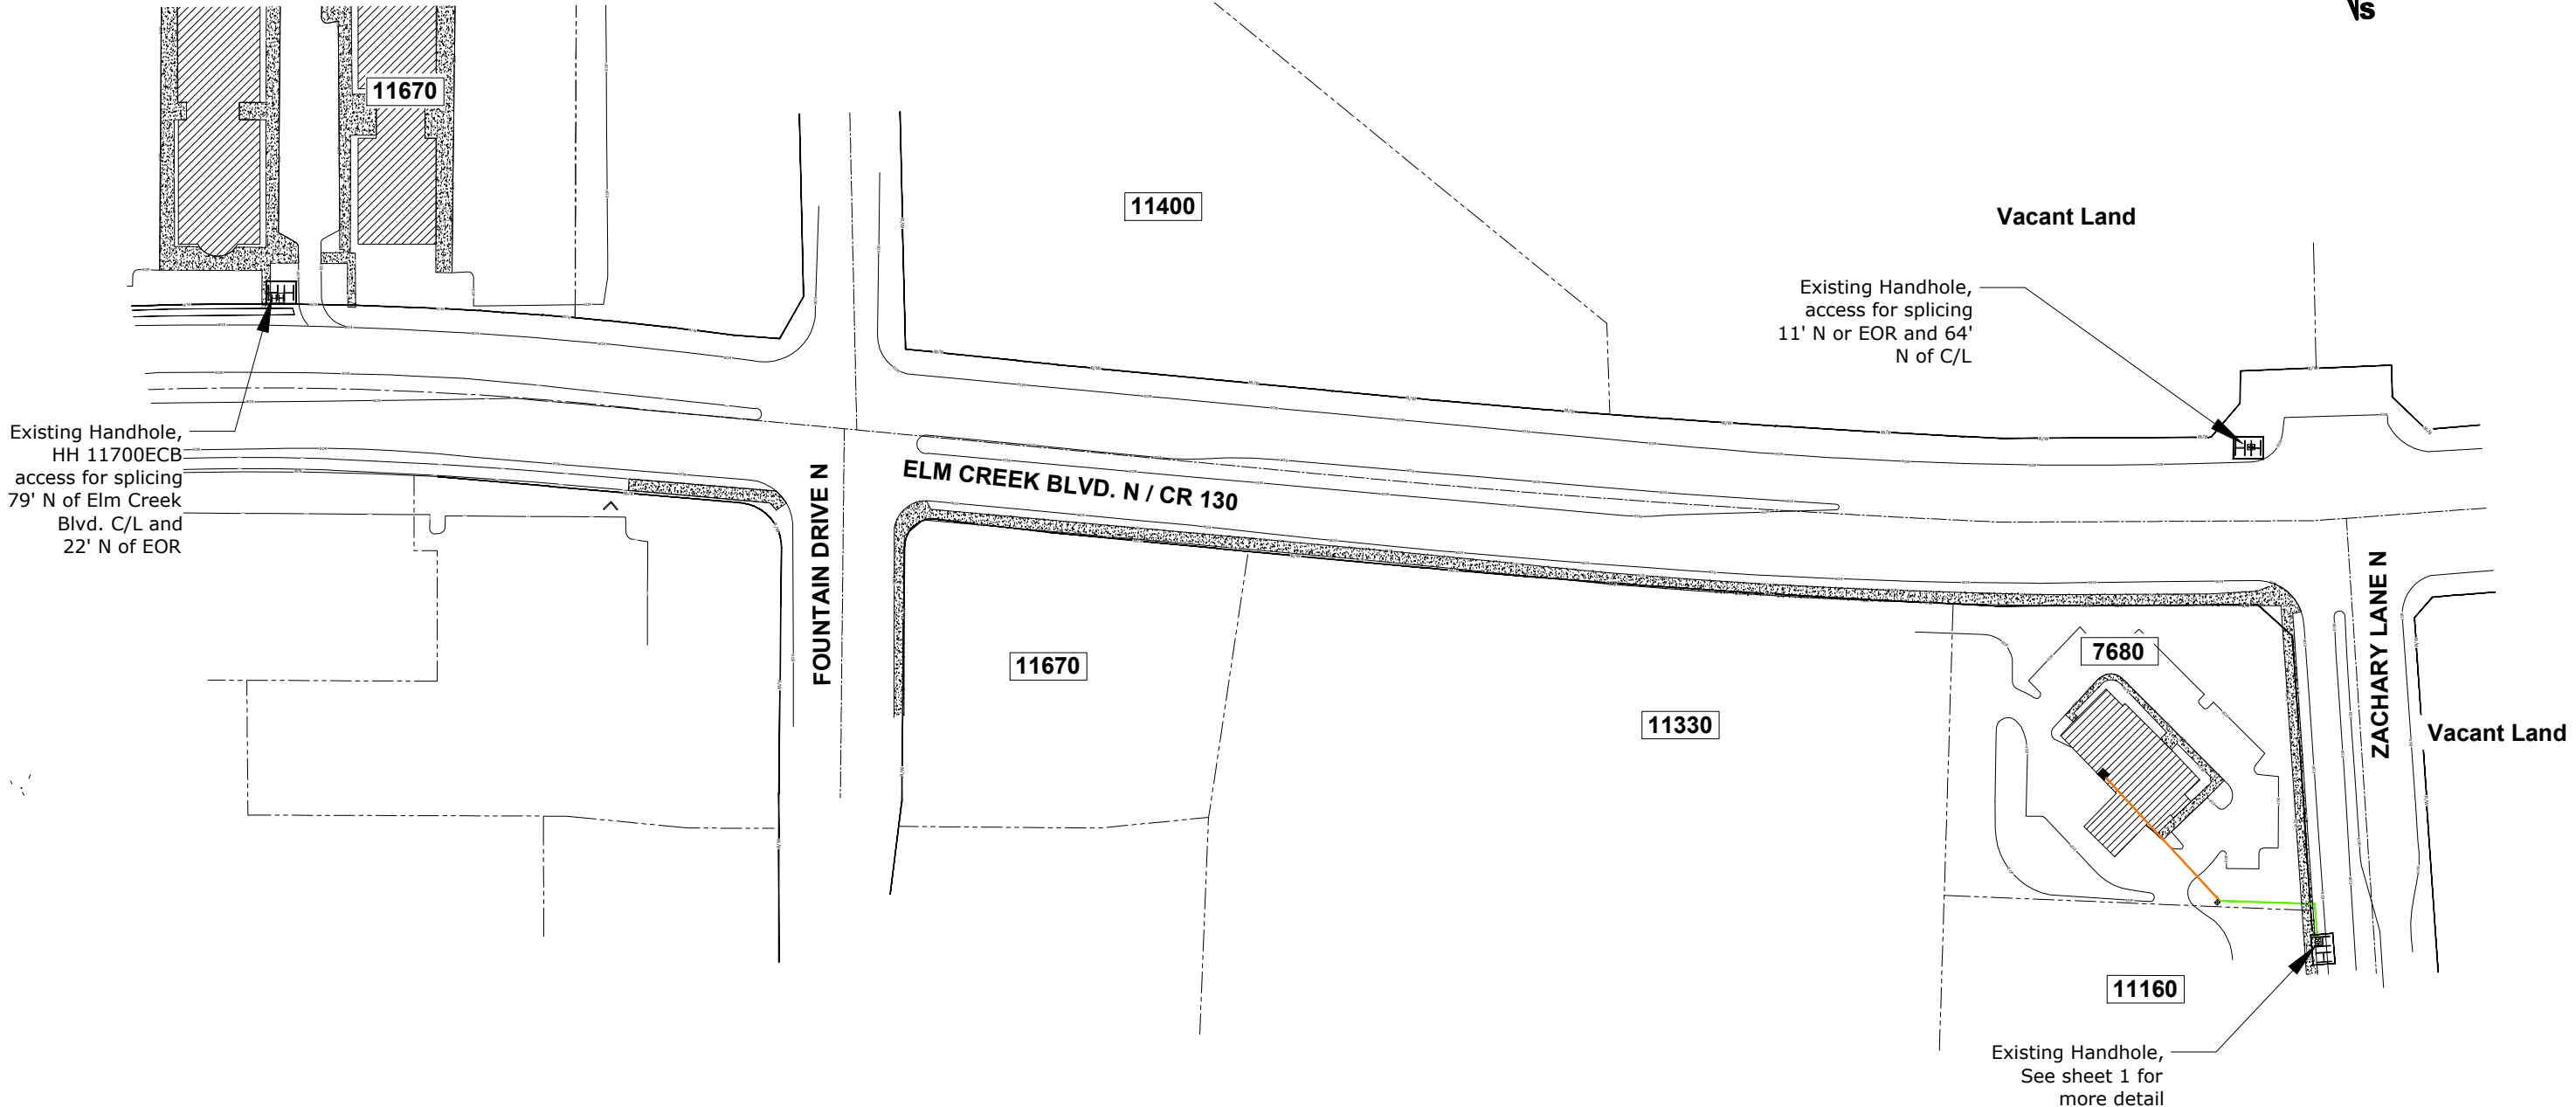 S
11670
11400
Vacant Land
Existing Handhole,
access for splicing
11' N or EOR and 64'
N of C/L
Existing Handhole,
HH 11700ECB
access for splicing
79' N of Elm Creek
Blvd. C/L and
22' N of EOR
ELM CREEK BLVD. N / CR 130
FOUNTAIN DRIVE N
ZACHARY LANE N
11670
11330
7680
Vacant Land
11160
Existing Handhole,
See sheet 1 for
more detail